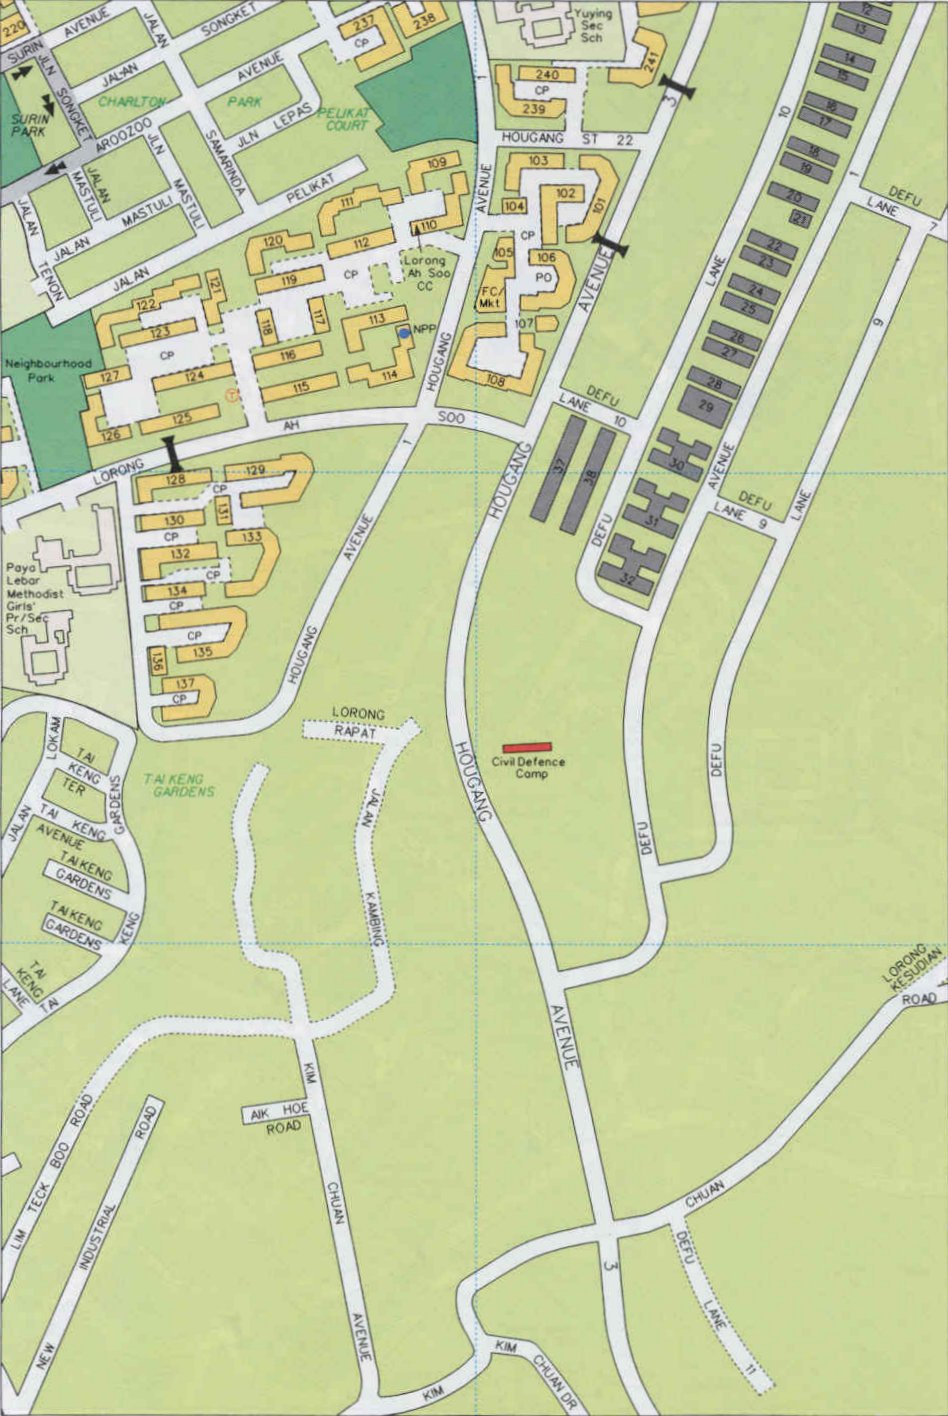 220
AVENUE
JALAN
SONGKET
237
238
CP
Yuying
Sec
Sch
241
240
CP
239
12
13
14
15
16
17
18
19
20
21
22
23
24
25
26
27
28
29
30
31
32
37
38
SURIN
JLN
SONGKET
JALAN
AVENUE
CHARLTON
PARK
PELIKAT
COURT
SURIN
PARK
AROOZOO
JLN
LEPAS
JLN
MASTULI
SAMARINDA
JALAN
MASTULI
JALAN
MASTULI
PELIKAT
JALAN
TENON
JALAN
HOUGANG ST 22
1
3
10
1
DEFU
LANE
7
9
LANE
103
102
101
104
CP
105
106
PO
FC/
Mkt
107
108
AVENUE
HOUGANG
AVENUE
109
110
111
112
Lorong
Ah Soo
CC
CP
120
119
121
122
123
118
117
113
NPP
CP
116
114
115
124
127
125
126
T
Neighbourhood
Park
LORONG
AH
SOO
1
DEFU
LANE
10
HOUGANG
AVENUE
DEFU
LANE
9
LANE
DEFU
128
129
CP
130
131
CP
132
133
CP
134
CP
CP
135
136
137
CP
Paya
Lebar
Methodist
Girls'
Pr/Sec
Sch
AVENUE
HOUGANG
LORONG
RAPAT
JALAN
KAMBING
HOUGANG
Civil Defence
Camp
DEFU
DEFU
LOKAM
JALAN
TAI
KENG
TER
TAI KENG
AVENUE
GARDENS
TAI KENG
GARDENS
TAI KENG
GARDENS
TAI KENG
GARDENS
KENG
TAI
TAI
KENG
LANE
LORONG
KESUDIAN
ROAD
AVENUE
KIM
AIK HOE
ROAD
LIM TECK BOO ROAD
NEW INDUSTRIAL ROAD
CHUAN
AVENUE
CHUAN
DEFU
LANE
11
3
KIM
CHUAN DR
KIM